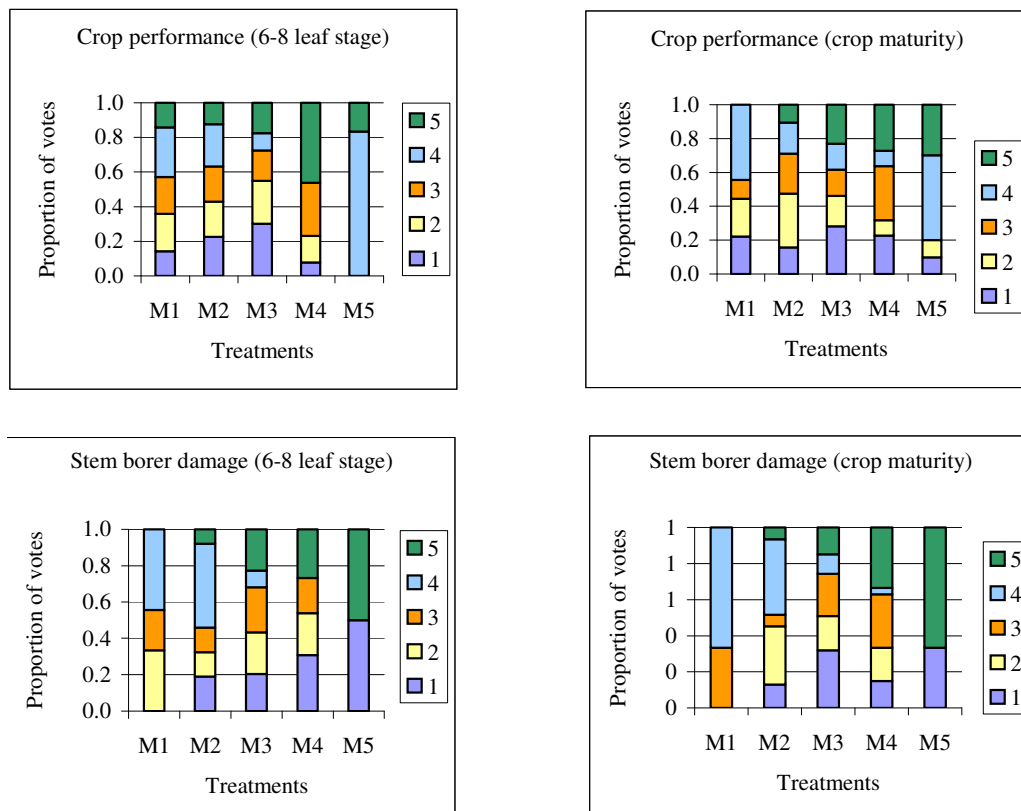 Crop performance (6-8 leaf stage)
Proportion of votes
1.0
0.8
0.6
0.4
0.2
0.0
M1 M2 M3 M4 M5
Treatments
5
4
3
2
1
Crop performance (crop maturity)
Proportion of votes
1.0
0.8
0.6
0.4
0.2
0.0
M1 M2 M3 M4 M5
Treatments
5
4
3
2
1
Stem borer damage (6-8 leaf stage)
Proportion of votes
1.0
0.8
0.6
0.4
0.2
0.0
M1 M2 M3 M4 M5
Treatments
5
4
3
2
1
Stem borer damage (crop maturity)
Proportion of votes
1
1
1
0
0
0
M1 M2 M3 M4 M5
Treatments
5
4
3
2
1